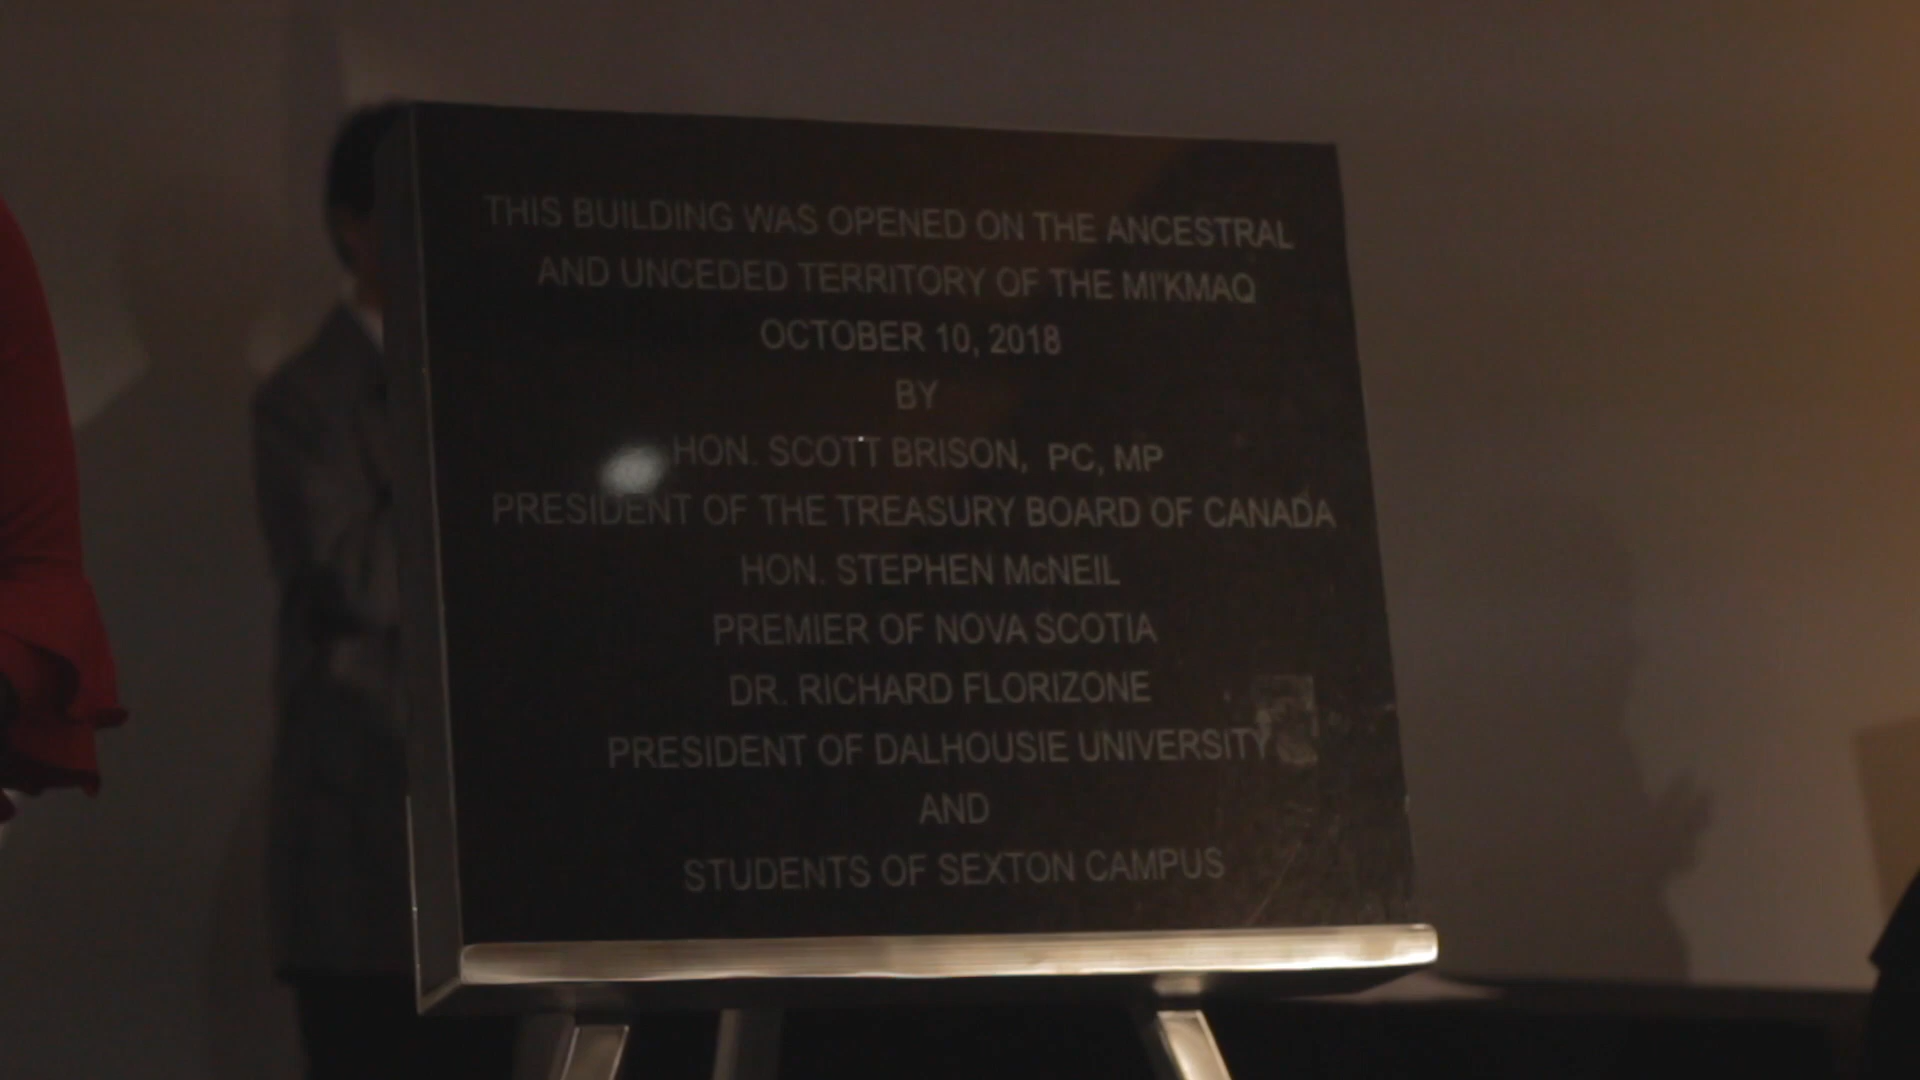 THIS BUILDING WAS OPENED ON THE ANCESTRAL
AND UNCEDED TERRITORY OF THE MI'KMAQ
OCTOBER 10, 2018
BY
HON. SCOTT BRISON, PC, MP
PRESIDENT OF THE TREASURY BOARD OF CANADA
HON. STEPHEN McNEIL
PREMIER OF NOVA SCOTIA
DR. RICHARD FLORIZONE
PRESIDENT OF DALHOUSIE UNIVERSITY
AND
STUDENTS OF SEXTON CAMPUS